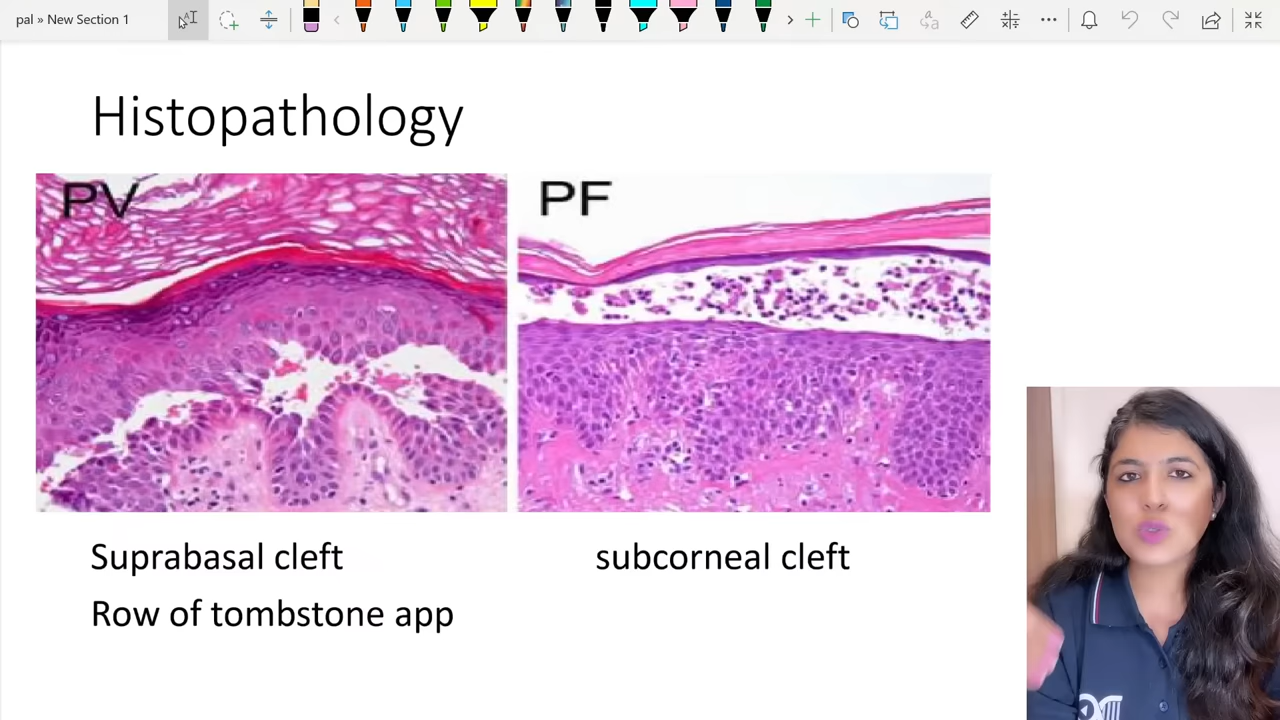 pal » New Section 1
Histopathology
PV
PF
Suprabasal cleft
subcorneal cleft
Row of tombstone app